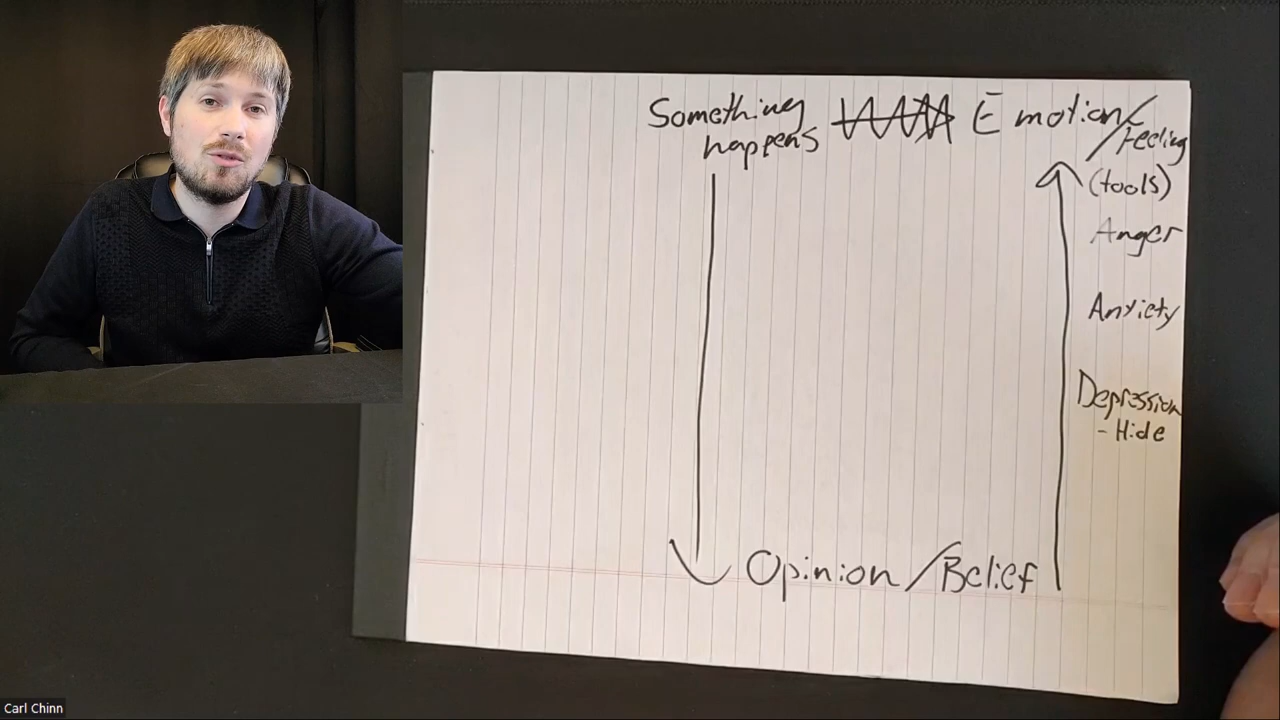 Something
happens
Emotion/
Feeling
(tools)
Anger
Anxiety
Depression
- Hide
Opinion/Belief
Carl Chinn